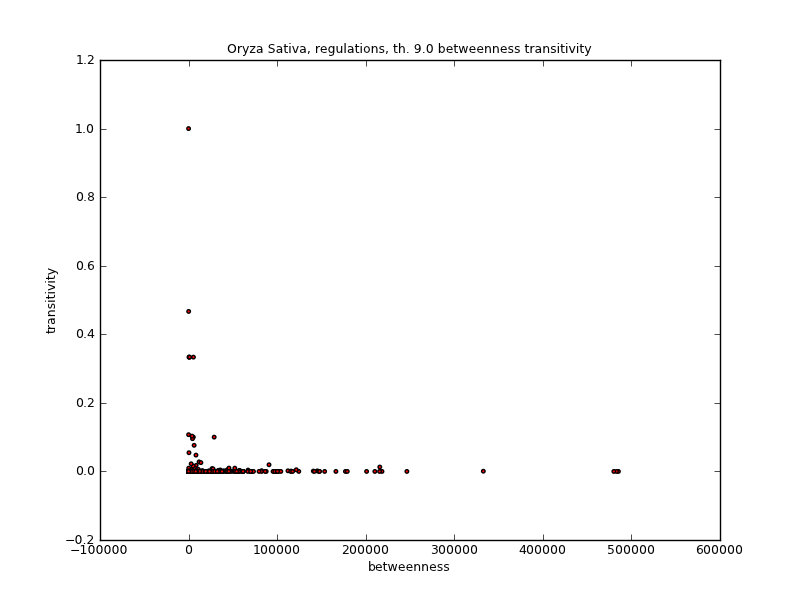 Oryza Sativa, regulations, th. 9.0 betweenness transitivity
1.2
1.0
0.8
0.6
0.4
0.2
0.0
−0.2
transitivity
−100000 0 100000 200000 300000 400000 500000 600000
betweenness